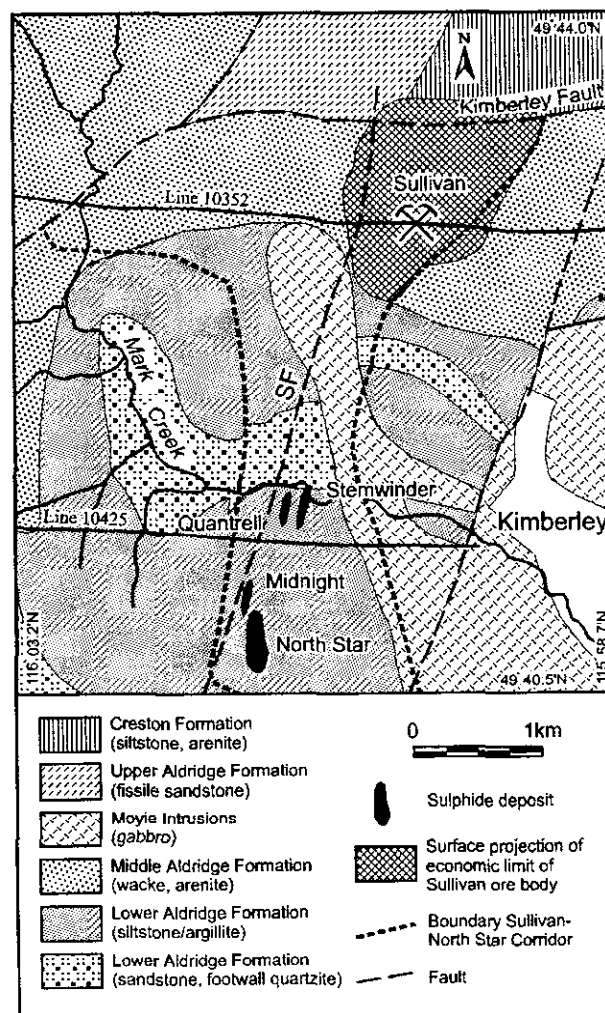 49°44.0'N
N
Kimberley Fault
Sullivan
Line 10352
Mark
Creek
SF
Stemwinder
Quantrell
Kimberley
Line 10425
Midnight
North Star
116.03.2'N
49°40.5'N
115°58.7'N
Creston Formation
(siltstone, arenite)
Upper Aldridge Formation
(fissile sandstone)
Moyie Intrusions
(gabbro)
Middle Aldridge Formation
(wacke, arenite)
Lower Aldridge Formation
(siltstone/argillite)
Lower Aldridge Formation
(sandstone, footwall quartzite)
0 1km
Sulphide deposit
Surface projection of
economic limit of
Sullivan ore body
Boundary Sullivan-
North Star Corridor
Fault